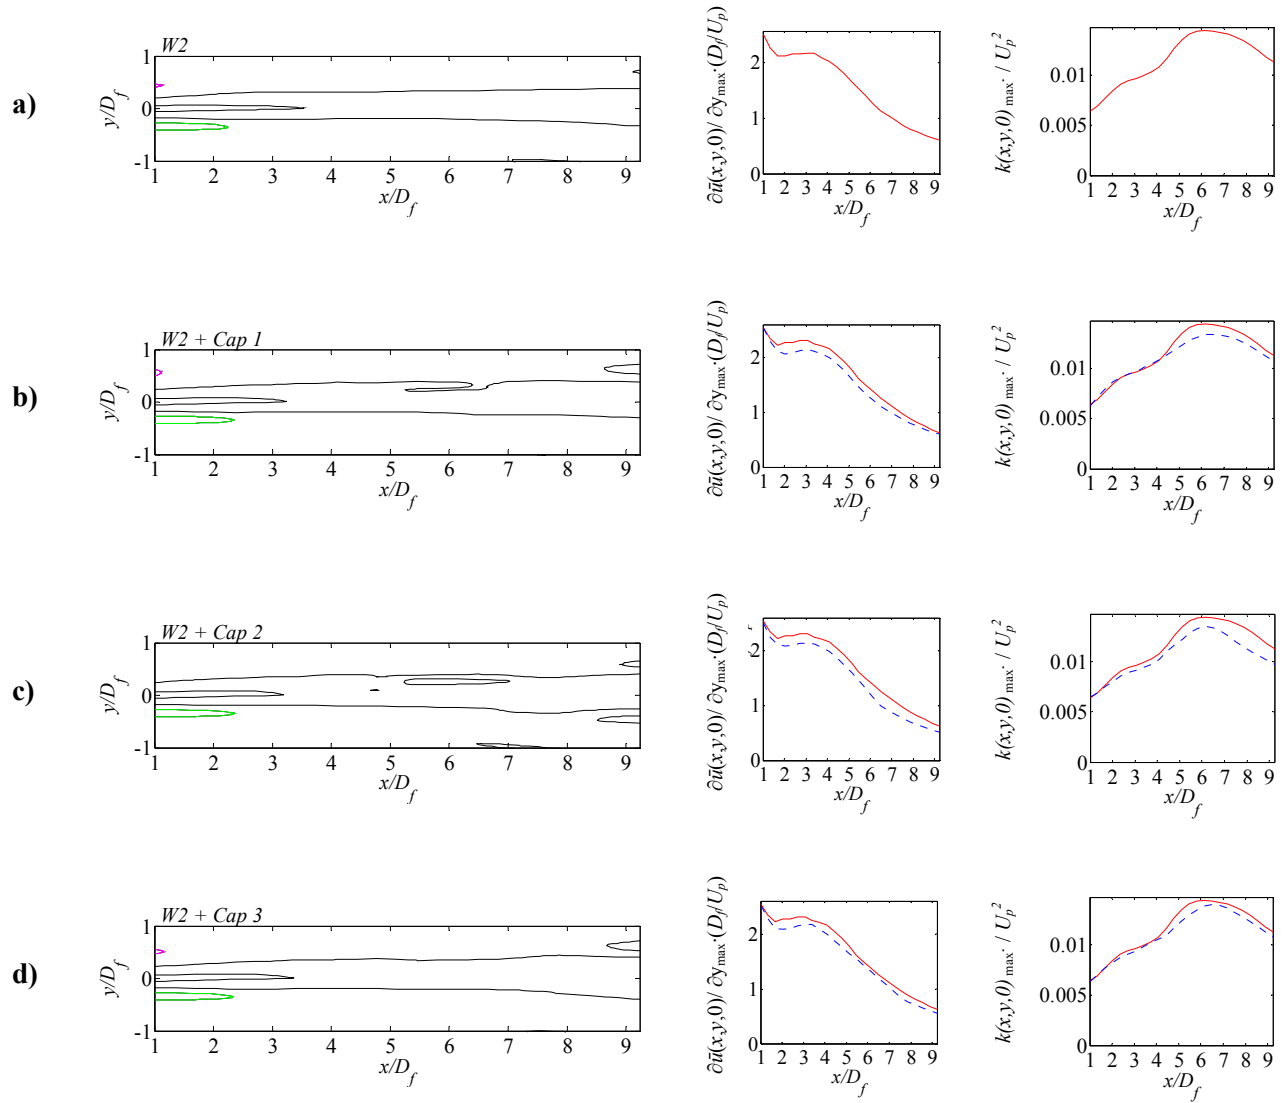 a)
W2
1
0
-1
y/D_f
1 2 3 4 5 6 7 8 9
x/D_f
∂ū(x,y,0)/ ∂y_max·(D_f/U_p)
2
1
0
1 2 3 4 5 6 7 8 9
x/D_f
k(x,y,0)_max· / U_p^2
0.01
0.005
0
1 2 3 4 5 6 7 8 9
x/D_f
b)
W2 + Cap 1
1
0
-1
y/D_f
1 2 3 4 5 6 7 8 9
x/D_f
∂ū(x,y,0)/ ∂y_max·(D_f/U_p)
2
1
0
1 2 3 4 5 6 7 8 9
x/D_f
k(x,y,0)_max· / U_p^2
0.01
0.005
0
1 2 3 4 5 6 7 8 9
x/D_f
c)
W2 + Cap 2
1
0
-1
y/D_f
1 2 3 4 5 6 7 8 9
x/D_f
∂ū(x,y,0)/ ∂y_max·(D_f/U_p)
2
1
0
1 2 3 4 5 6 7 8 9
x/D_f
k(x,y,0)_max· / U_p^2
0.01
0.005
0
1 2 3 4 5 6 7 8 9
x/D_f
d)
W2 + Cap 3
1
0
-1
y/D_f
1 2 3 4 5 6 7 8 9
x/D_f
∂ū(x,y,0)/ ∂y_max·(D_f/U_p)
2
1
0
1 2 3 4 5 6 7 8 9
x/D_f
k(x,y,0)_max· / U_p^2
0.01
0.005
0
1 2 3 4 5 6 7 8 9
x/D_f